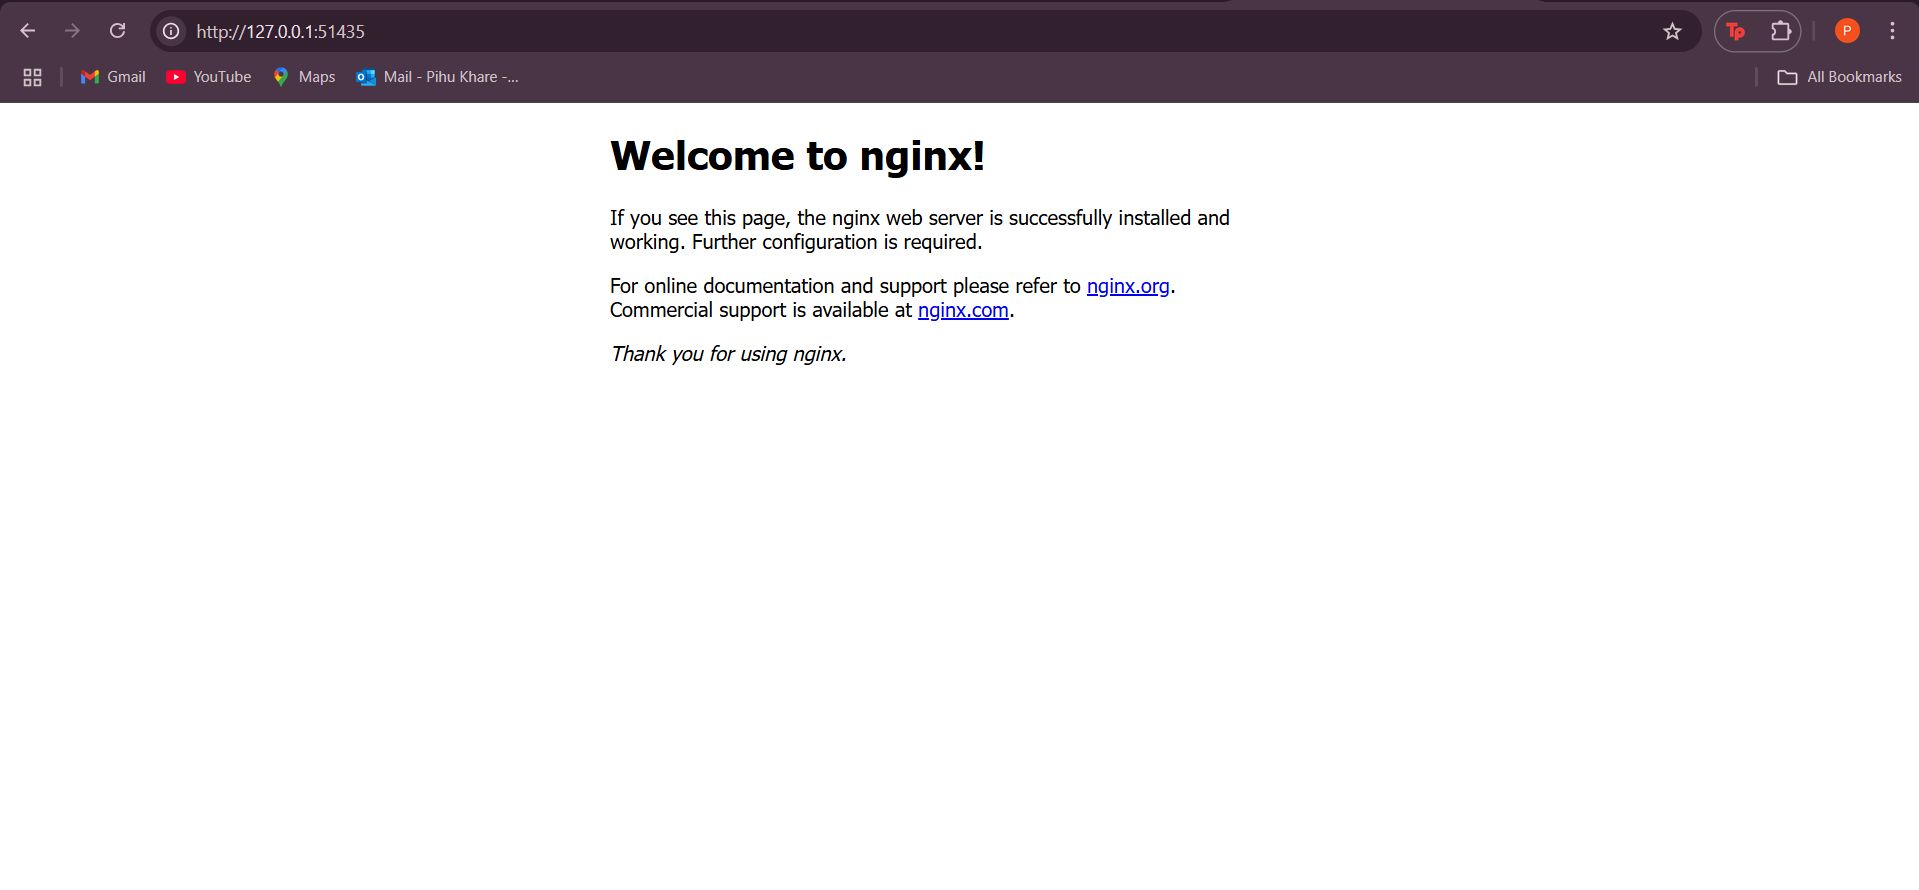 http://127.0.0.1:51435
Tp
P
Gmail
YouTube
Maps
Mail - Pihu Khare -...
All Bookmarks
Welcome to nginx!
If you see this page, the nginx web server is successfully installed and
working. Further configuration is required.
For online documentation and support please refer to nginx.org.
Commercial support is available at nginx.com.
Thank you for using nginx.